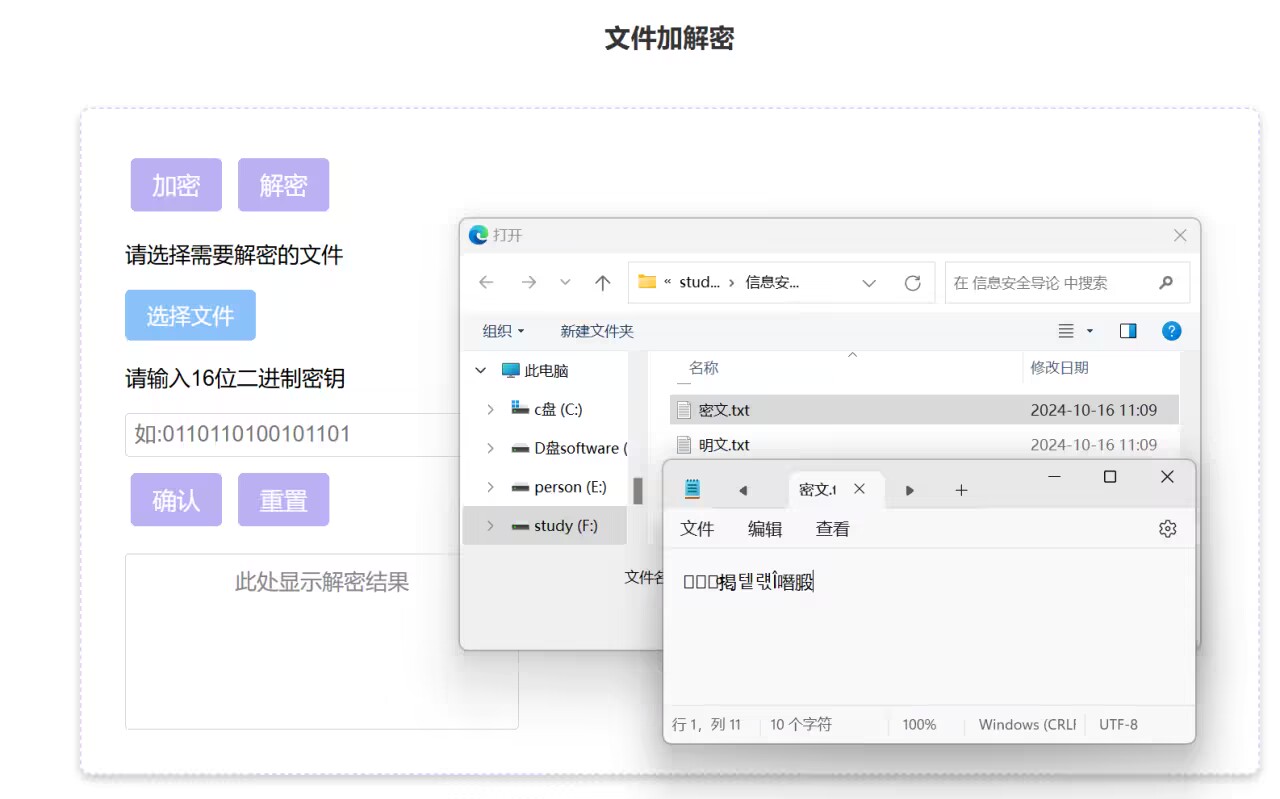 文件加解密
加密 解密
请选择需要解密的文件
选择文件
请输入16位二进制密钥
如:0110110100101101
确认 重置
此处显示解密结果
打开
« stud... › 信息安...
在 信息安全导论 中搜索
组织 新建文件夹
名称 修改日期
此电脑
c盘 (C:)
D盘software (
person (E:)
study (F:)
密文.txt 2024-10-16 11:09
明文.txt 2024-10-16 11:09
文件名
密文.t
文件 编辑 查看
行 1，列 11 10 个字符 100% Windows (CRLF UTF-8